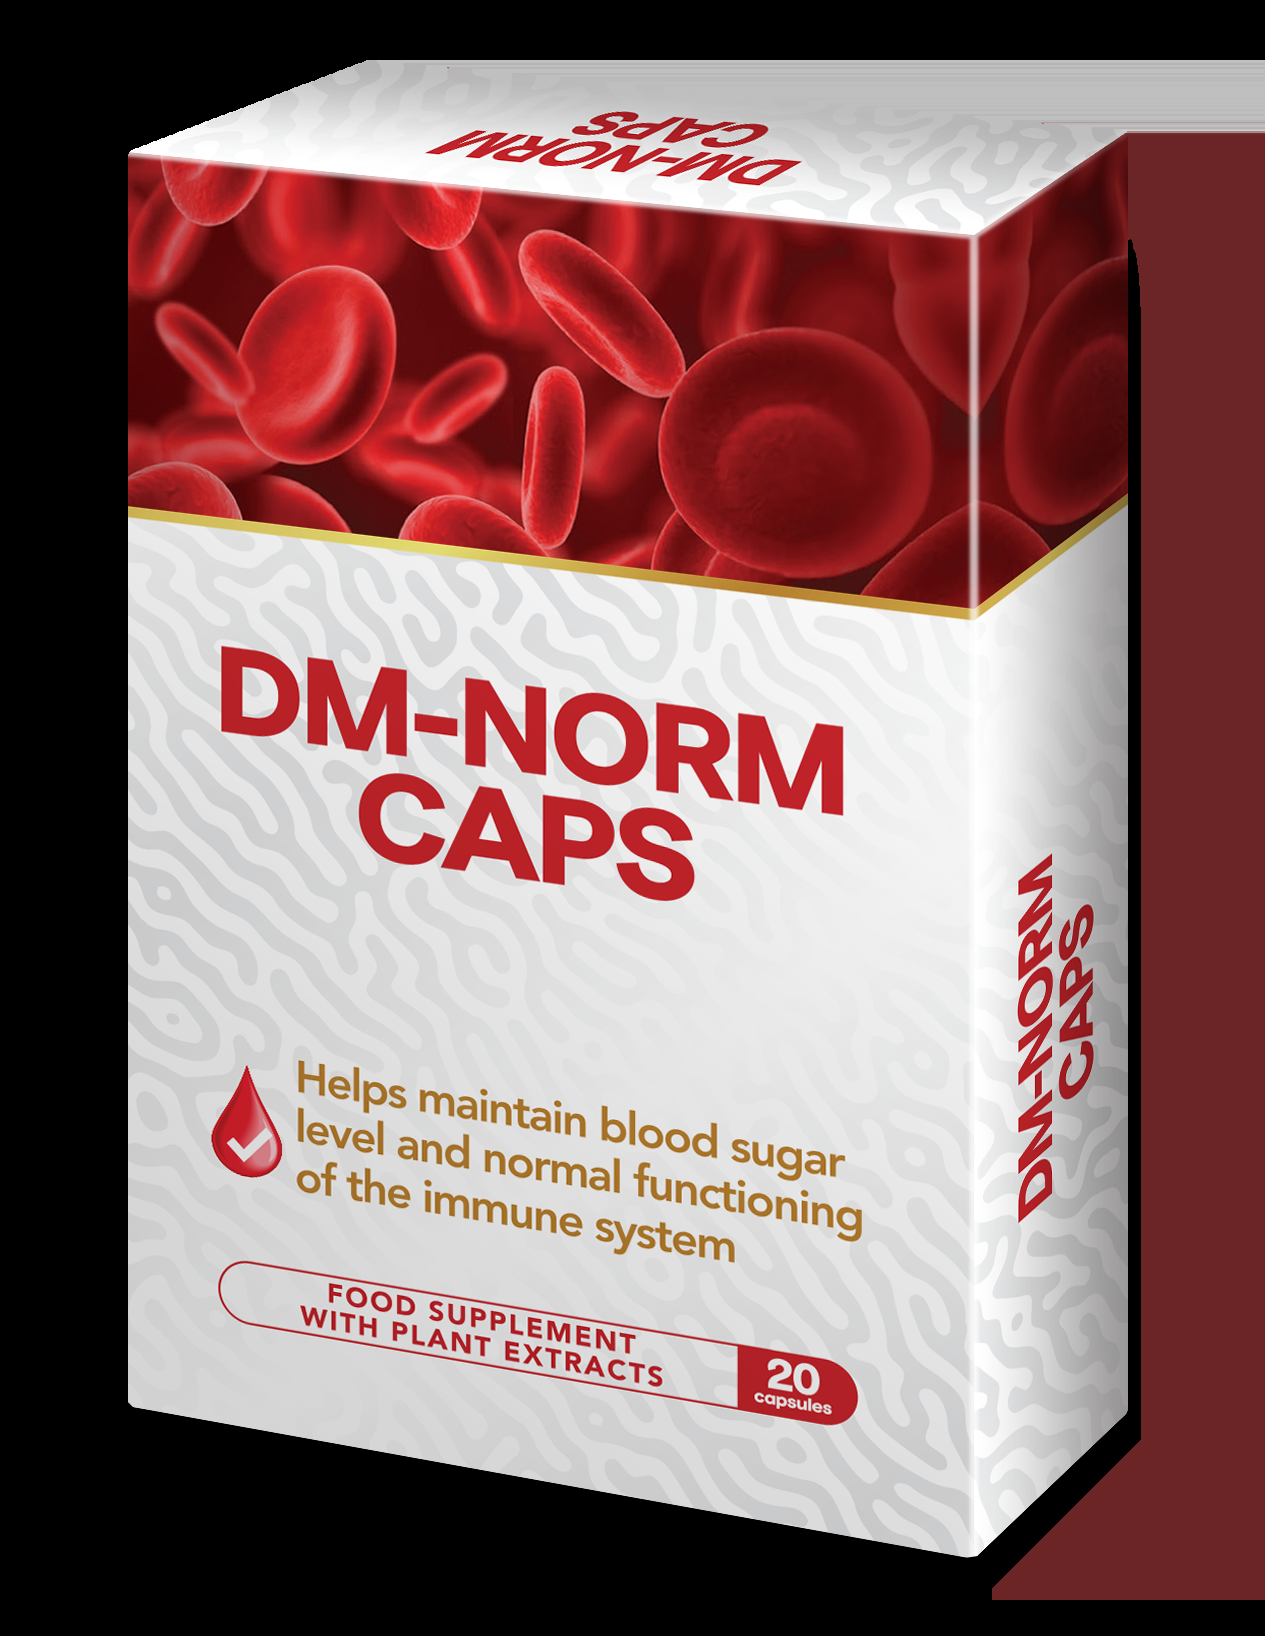 DM-NORM
CAPS
DM-NORM
CAPS
Helps maintain blood sugar
level and normal functioning
of the immune system
FOOD SUPPLEMENT
WITH PLANT EXTRACTS
20
capsules
DM-NORM
CAPS